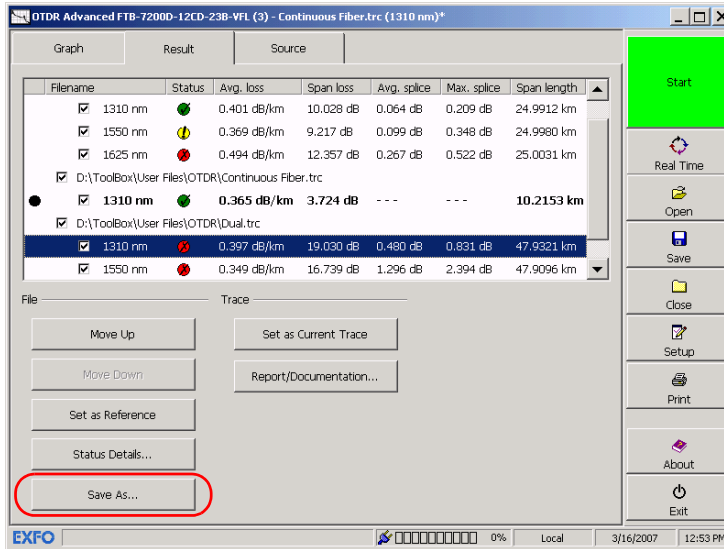 OTDR Advanced FTB-7200D-12CD-23B-VFL (3) - Continuous Fiber.trc (1310 nm)*
Graph Result Source
Filename Status Avg. loss Span loss Avg. splice Max. splice Span length
1310 nm 0.401 dB/km 10.028 dB 0.064 dB 0.209 dB 24.9912 km
1550 nm 0.369 dB/km 9.217 dB 0.099 dB 0.348 dB 24.9980 km
1625 nm 0.494 dB/km 12.357 dB 0.267 dB 0.522 dB 25.0031 km
D:\ToolBox\User Files\OTDR\Continuous Fiber.trc
1310 nm 0.365 dB/km 3.724 dB --- --- 10.2153 km
D:\ToolBox\User Files\OTDR\Dual.trc
1310 nm 0.397 dB/km 19.030 dB 0.480 dB 0.831 dB 47.9321 km
1550 nm 0.349 dB/km 16.739 dB 1.296 dB 2.394 dB 47.9096 km
File
Move Up
Move Down
Set as Reference
Status Details...
Save As...
Trace
Set as Current Trace
Report/Documentation...
Start
Real Time
Open
Save
Close
Setup
Print
About
Exit
EXFO 0% Local 3/16/2007 12:53 PM